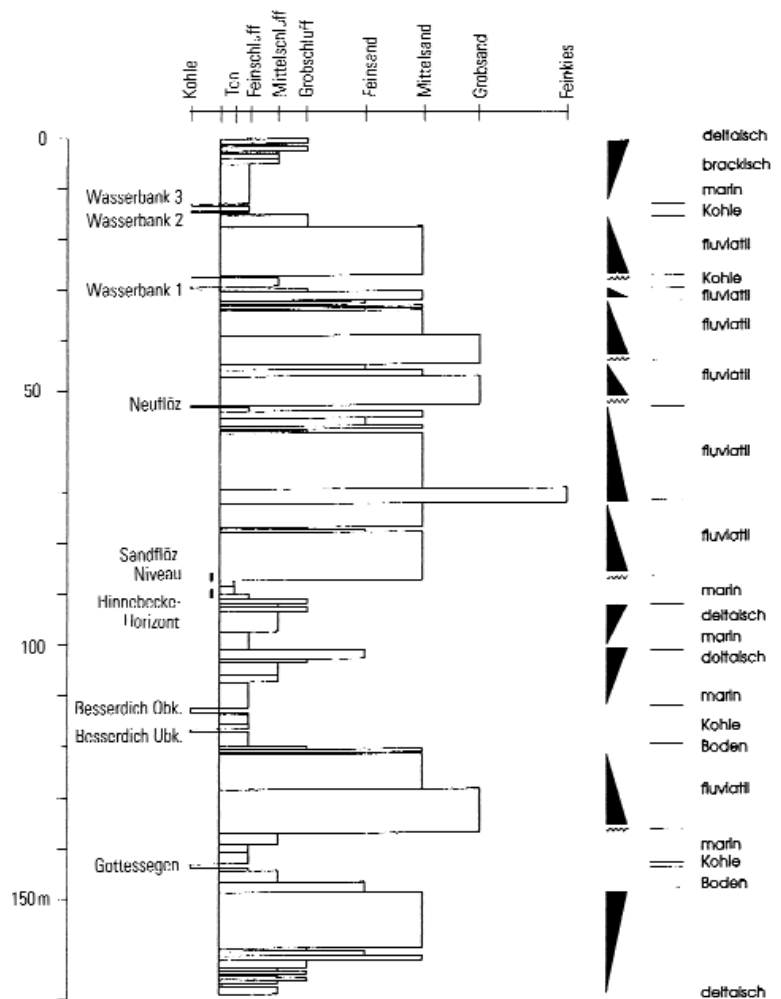 Kohle
Ton
Feinschluff
Mittelschluff
Grobschluff
Feinsand
Mittelsand
Grobsand
Feinkies
0
deltaisch
brackisch
marin
Wasserbank 3
Kohle
Wasserbank 2
fluviatil
Kohle
Wasserbank 1
fluviatil
fluviatil
fluviatil
50
Neuflöz
fluviatil
fluviatil
Sandflöz
Niveau
marin
Hinnebecke-
Horizont
deltaisch
marin
100
deltaisch
marin
Besserdich Obk.
Kohle
Besserdich Ubk.
Boden
fluviatil
marin
Gottessegen
Kohle
Boden
150 m
deltaisch